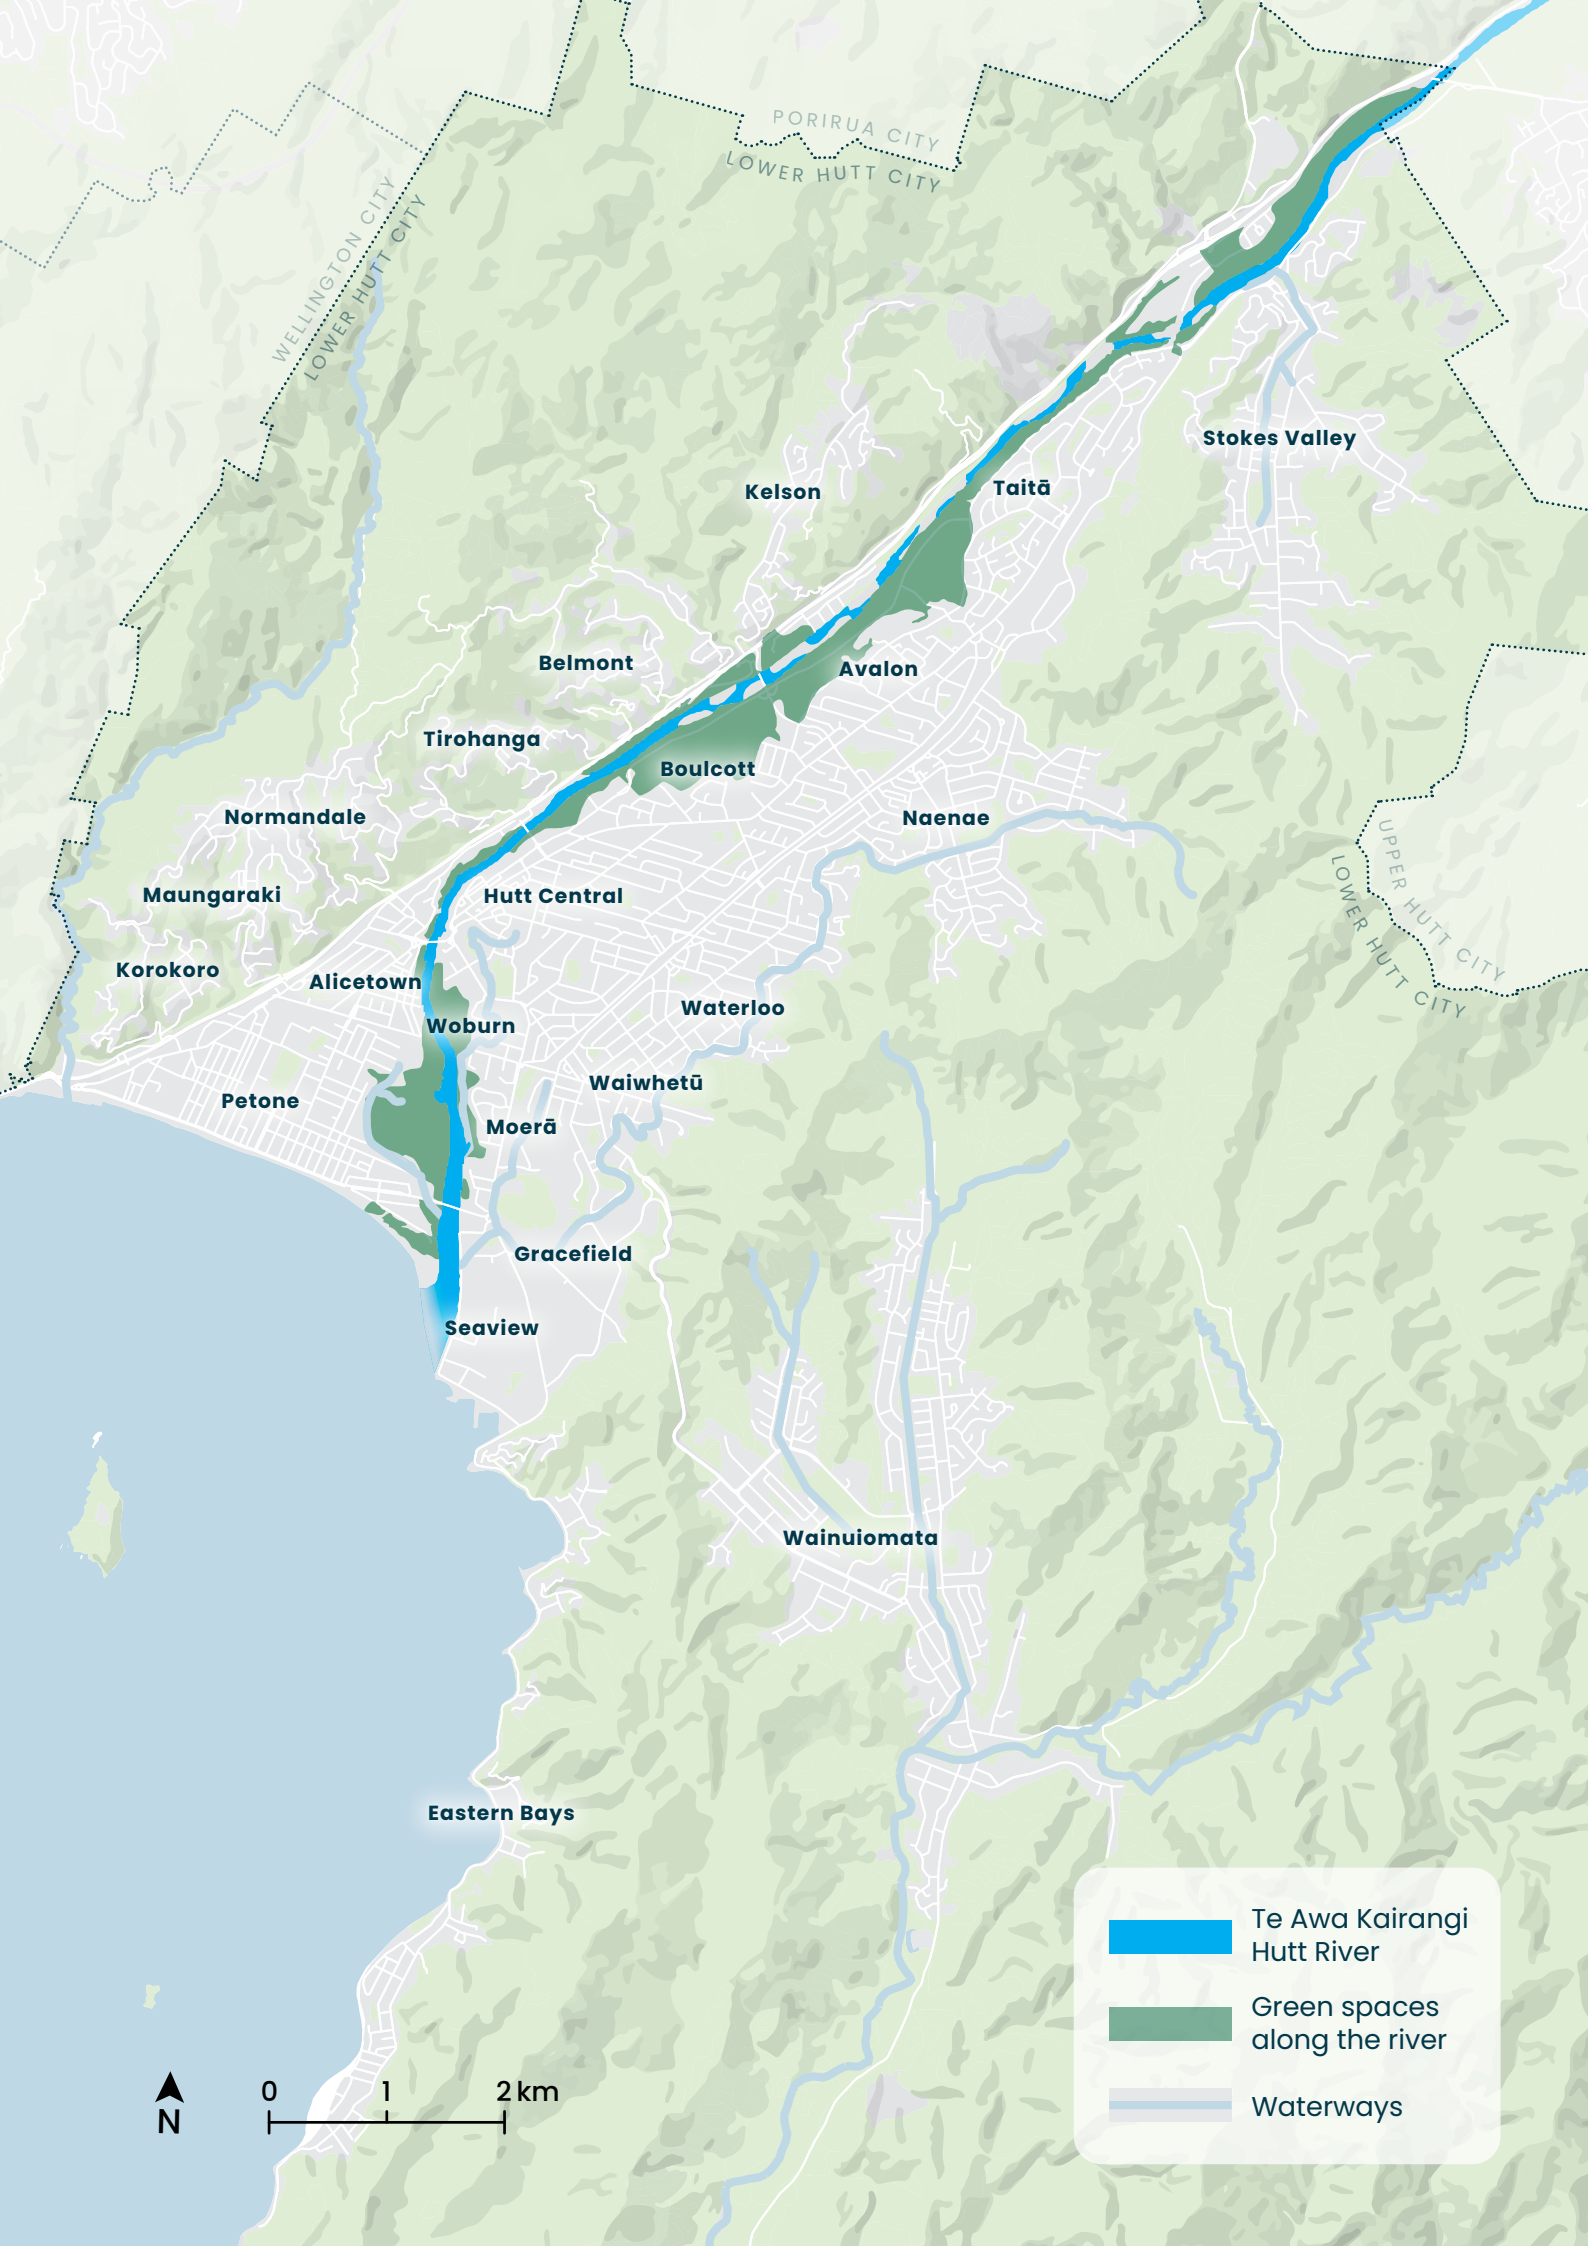 PORIRUA CITY
LOWER HUTT CITY
WELLINGTON CITY
LOWER HUTT CITY
Stokes Valley
Kelson
Taitā
Belmont
Avalon
Tirohanga
Boulcott
Normandale
Naenae
UPPER HUTT CITY
LOWER HUTT CITY
Maungaraki
Hutt Central
Korokoro
Alicetown
Waterloo
Woburn
Waiwhetū
Petone
Moerā
Gracefield
Seaview
Wainuiomata
Eastern Bays
Te Awa Kairangi
Hutt River
Green spaces
along the river
Waterways
0 1 2 km
N